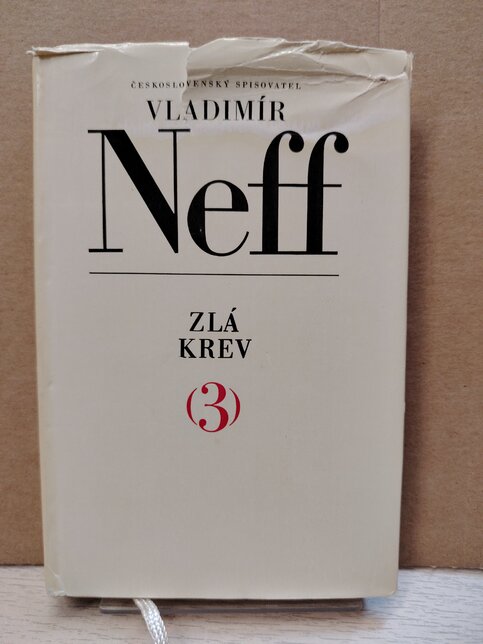 ČESKOSLOVENSKÝ SPISOVATEL
VLADIMÍR
Neff
ZLÁ
KREV
(3)